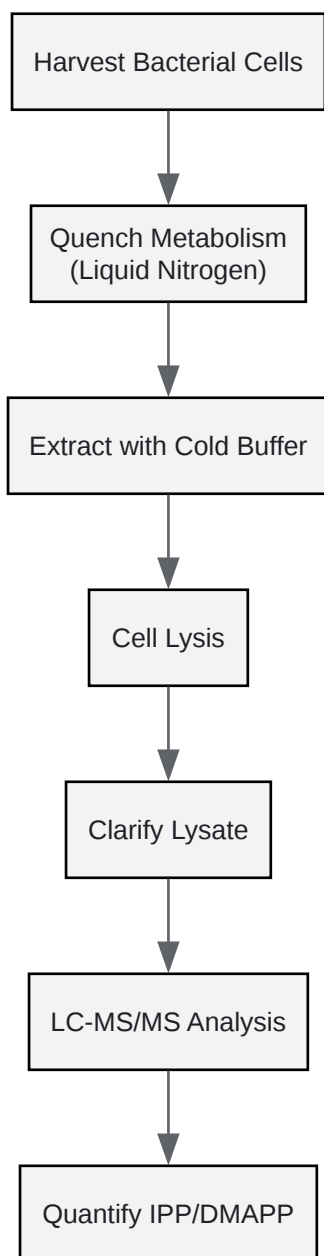 Harvest Bacterial Cells
Quench Metabolism
(Liquid Nitrogen)
Extract with Cold Buffer
Cell Lysis
Clarify Lysate
LC-MS/MS Analysis
Quantify IPP/DMAPP